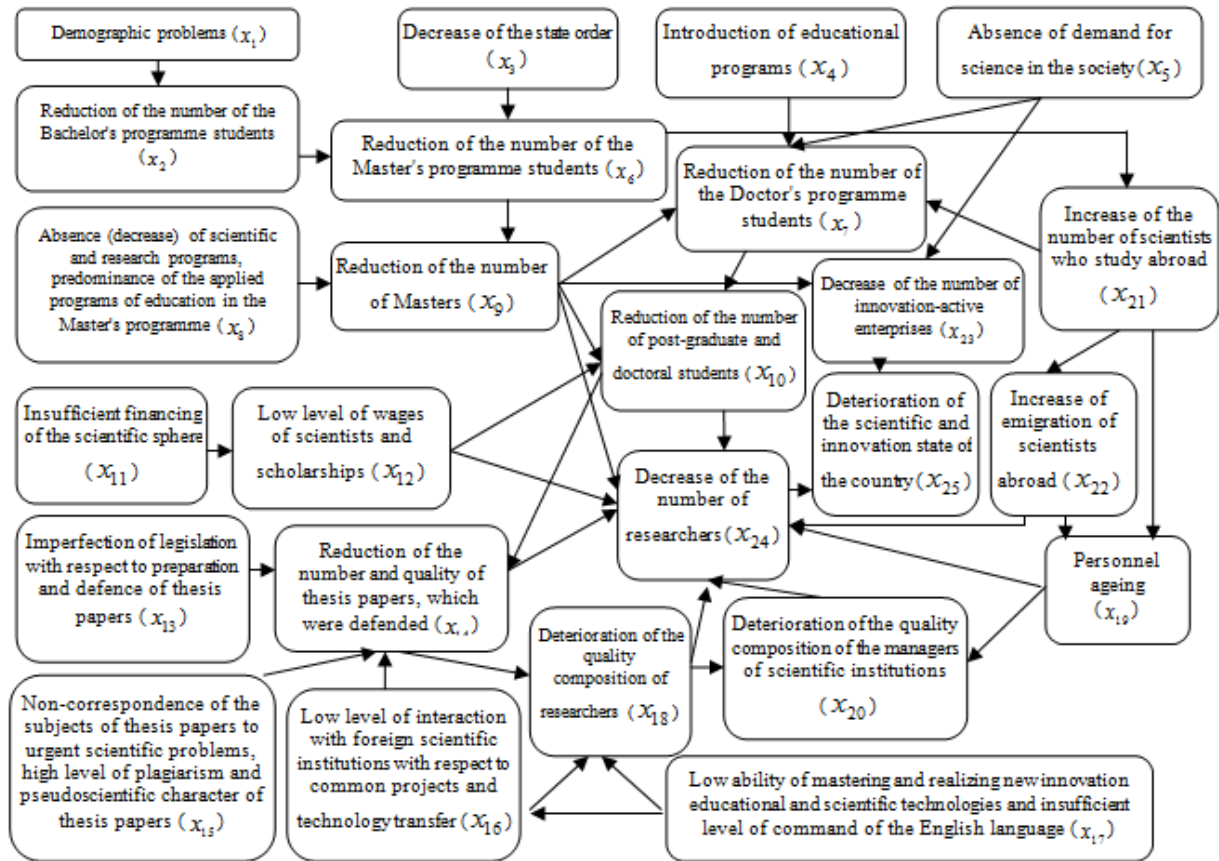 Demographic problems (x₁)
Decrease of the state order
(x₃)
Introduction of educational
programs (x₄)
Absence of demand for
science in the society (x₅)
Reduction of the number of the
Bachelor's programme students
(x₂)
Reduction of the number of the
Master's programme students (x₆)
Reduction of the number of
the Doctor's programme
students (x₇)
Increase of the
number of scientists
who study abroad
(x₂₁)
Absence (decrease) of scientific
and research programs,
predominance of the applied
programs of education in the
Master's programme (x₈)
Reduction of the number
of Masters (x₉)
Decrease of the number of
innovation-active
enterprises (x₂₃)
Reduction of the number
of post-graduate and
doctoral students (x₁₀)
Insufficient financing
of the scientific sphere
(x₁₁)
Low level of wages
of scientists and
scholarships (x₁₂)
Decrease of the
number of
researchers (x₂₄)
Deterioration of
the scientific and
innovation state of
the country (x₂₅)
Increase of
emigration of
scientists
abroad (x₂₂)
Imperfection of legislation
with respect to preparation
and defence of thesis
papers (x₁₃)
Reduction of the
number and quality of
thesis papers, which
were defended (x₁₄)
Personnel
ageing
(x₁₉)
Deterioration of the
quality
composition of
researchers (x₁₈)
Deterioration of the quality
composition of the managers
of scientific institutions
(x₂₀)
Non-correspondence of the
subjects of thesis papers to
urgent scientific problems,
high level of plagiarism and
pseudoscientific character of
thesis papers (x₁₅)
Low level of interaction
with foreign scientific
institutions with respect to
common projects and
technology transfer (x₁₆)
Low ability of mastering and realizing new innovation
educational and scientific technologies and insufficient
level of command of the English language (x₁₇)